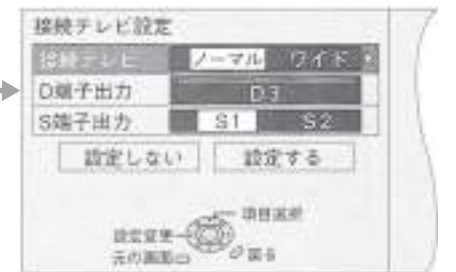 接続テレビ設定
接続テレビ ノーマル ワイド
D端子出力 D3
S端子出力 S1 S2
設定しない 設定する
項目選択
設定変更
元の画面 戻る